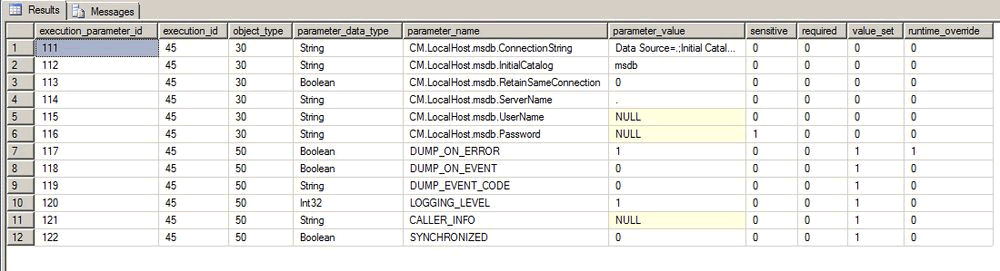 Results Messages
execution_parameter_id execution_id object_type parameter_data_type parameter_name parameter_value sensitive required value_set runtime_override
1 111 45 30 String CM.LocalHost.msdb.ConnectionString Data Source=.;Initial Catal... 0 0 0 0
2 112 45 30 String CM.LocalHost.msdb.InitialCatalog msdb 0 0 0 0
3 113 45 30 Boolean CM.LocalHost.msdb.RetainSameConnection 0 0 0 0 0
4 114 45 30 String CM.LocalHost.msdb.ServerName . 0 0 0 0
5 115 45 30 String CM.LocalHost.msdb.UserName NULL 0 0 0 0
6 116 45 30 String CM.LocalHost.msdb.Password NULL 1 0 0 0
7 117 45 50 Boolean DUMP_ON_ERROR 1 0 0 1 1
8 118 45 50 Boolean DUMP_ON_EVENT 0 0 0 1 0
9 119 45 50 String DUMP_EVENT_CODE 0 0 0 1 0
10 120 45 50 Int32 LOGGING_LEVEL 1 0 0 1 0
11 121 45 50 String CALLER_INFO NULL 0 0 1 0
12 122 45 50 Boolean SYNCHRONIZED 0 0 0 1 0